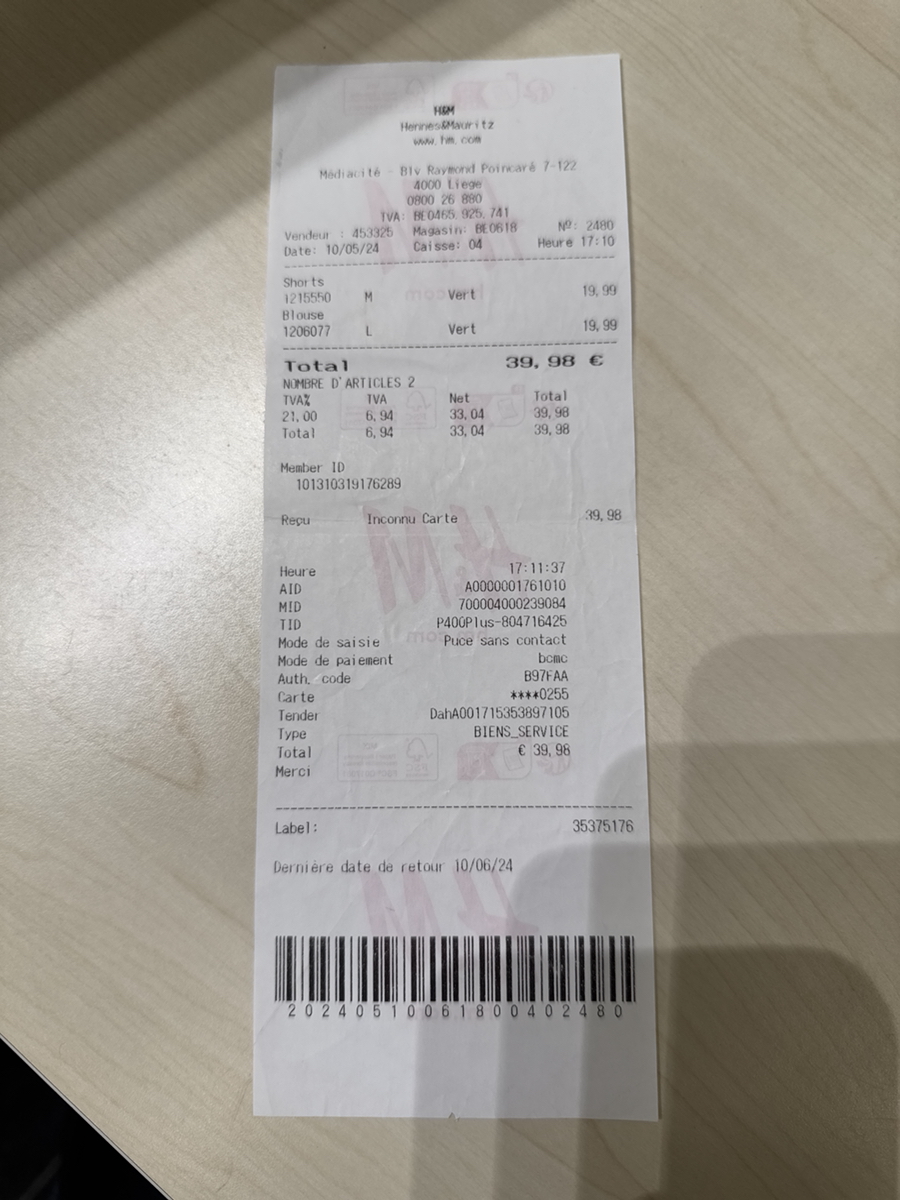 H&M
Hennes&Mauritz
www.hm.com
Médiacité - Blv Raymond Poincaré 7-122
4000 Liege
0800 26 880
TVA: BE0465.925.741
Vendeur : 453325 Magasin: BE0618 Nº: 2480
Date: 10/05/24 Caisse: 04 Heure 17:10
Shorts
1215550 M Vert 19,99
Blouse
1206077 L Vert 19,99
Total 39,98 €
NOMBRE D'ARTICLES 2
TVA% TVA Net Total
21,00 6,94 33,04 39,98
Total 6,94 33,04 39,98
Member ID
101310319176289
Reçu Inconnu Carte 39,98
Heure 17:11:37
AID A0000001761010
MID 700004000239084
TID P400Plus-804716425
Mode de saisie Puce sans contact
Mode de paiement bcmc
Auth. code B97FAA
Carte ****0255
Tender DahA001715353897105
Type BIENS_SERVICE
Total € 39,98
Merci
Label: 35375176
Dernière date de retour 10/06/24
20240510061800402480